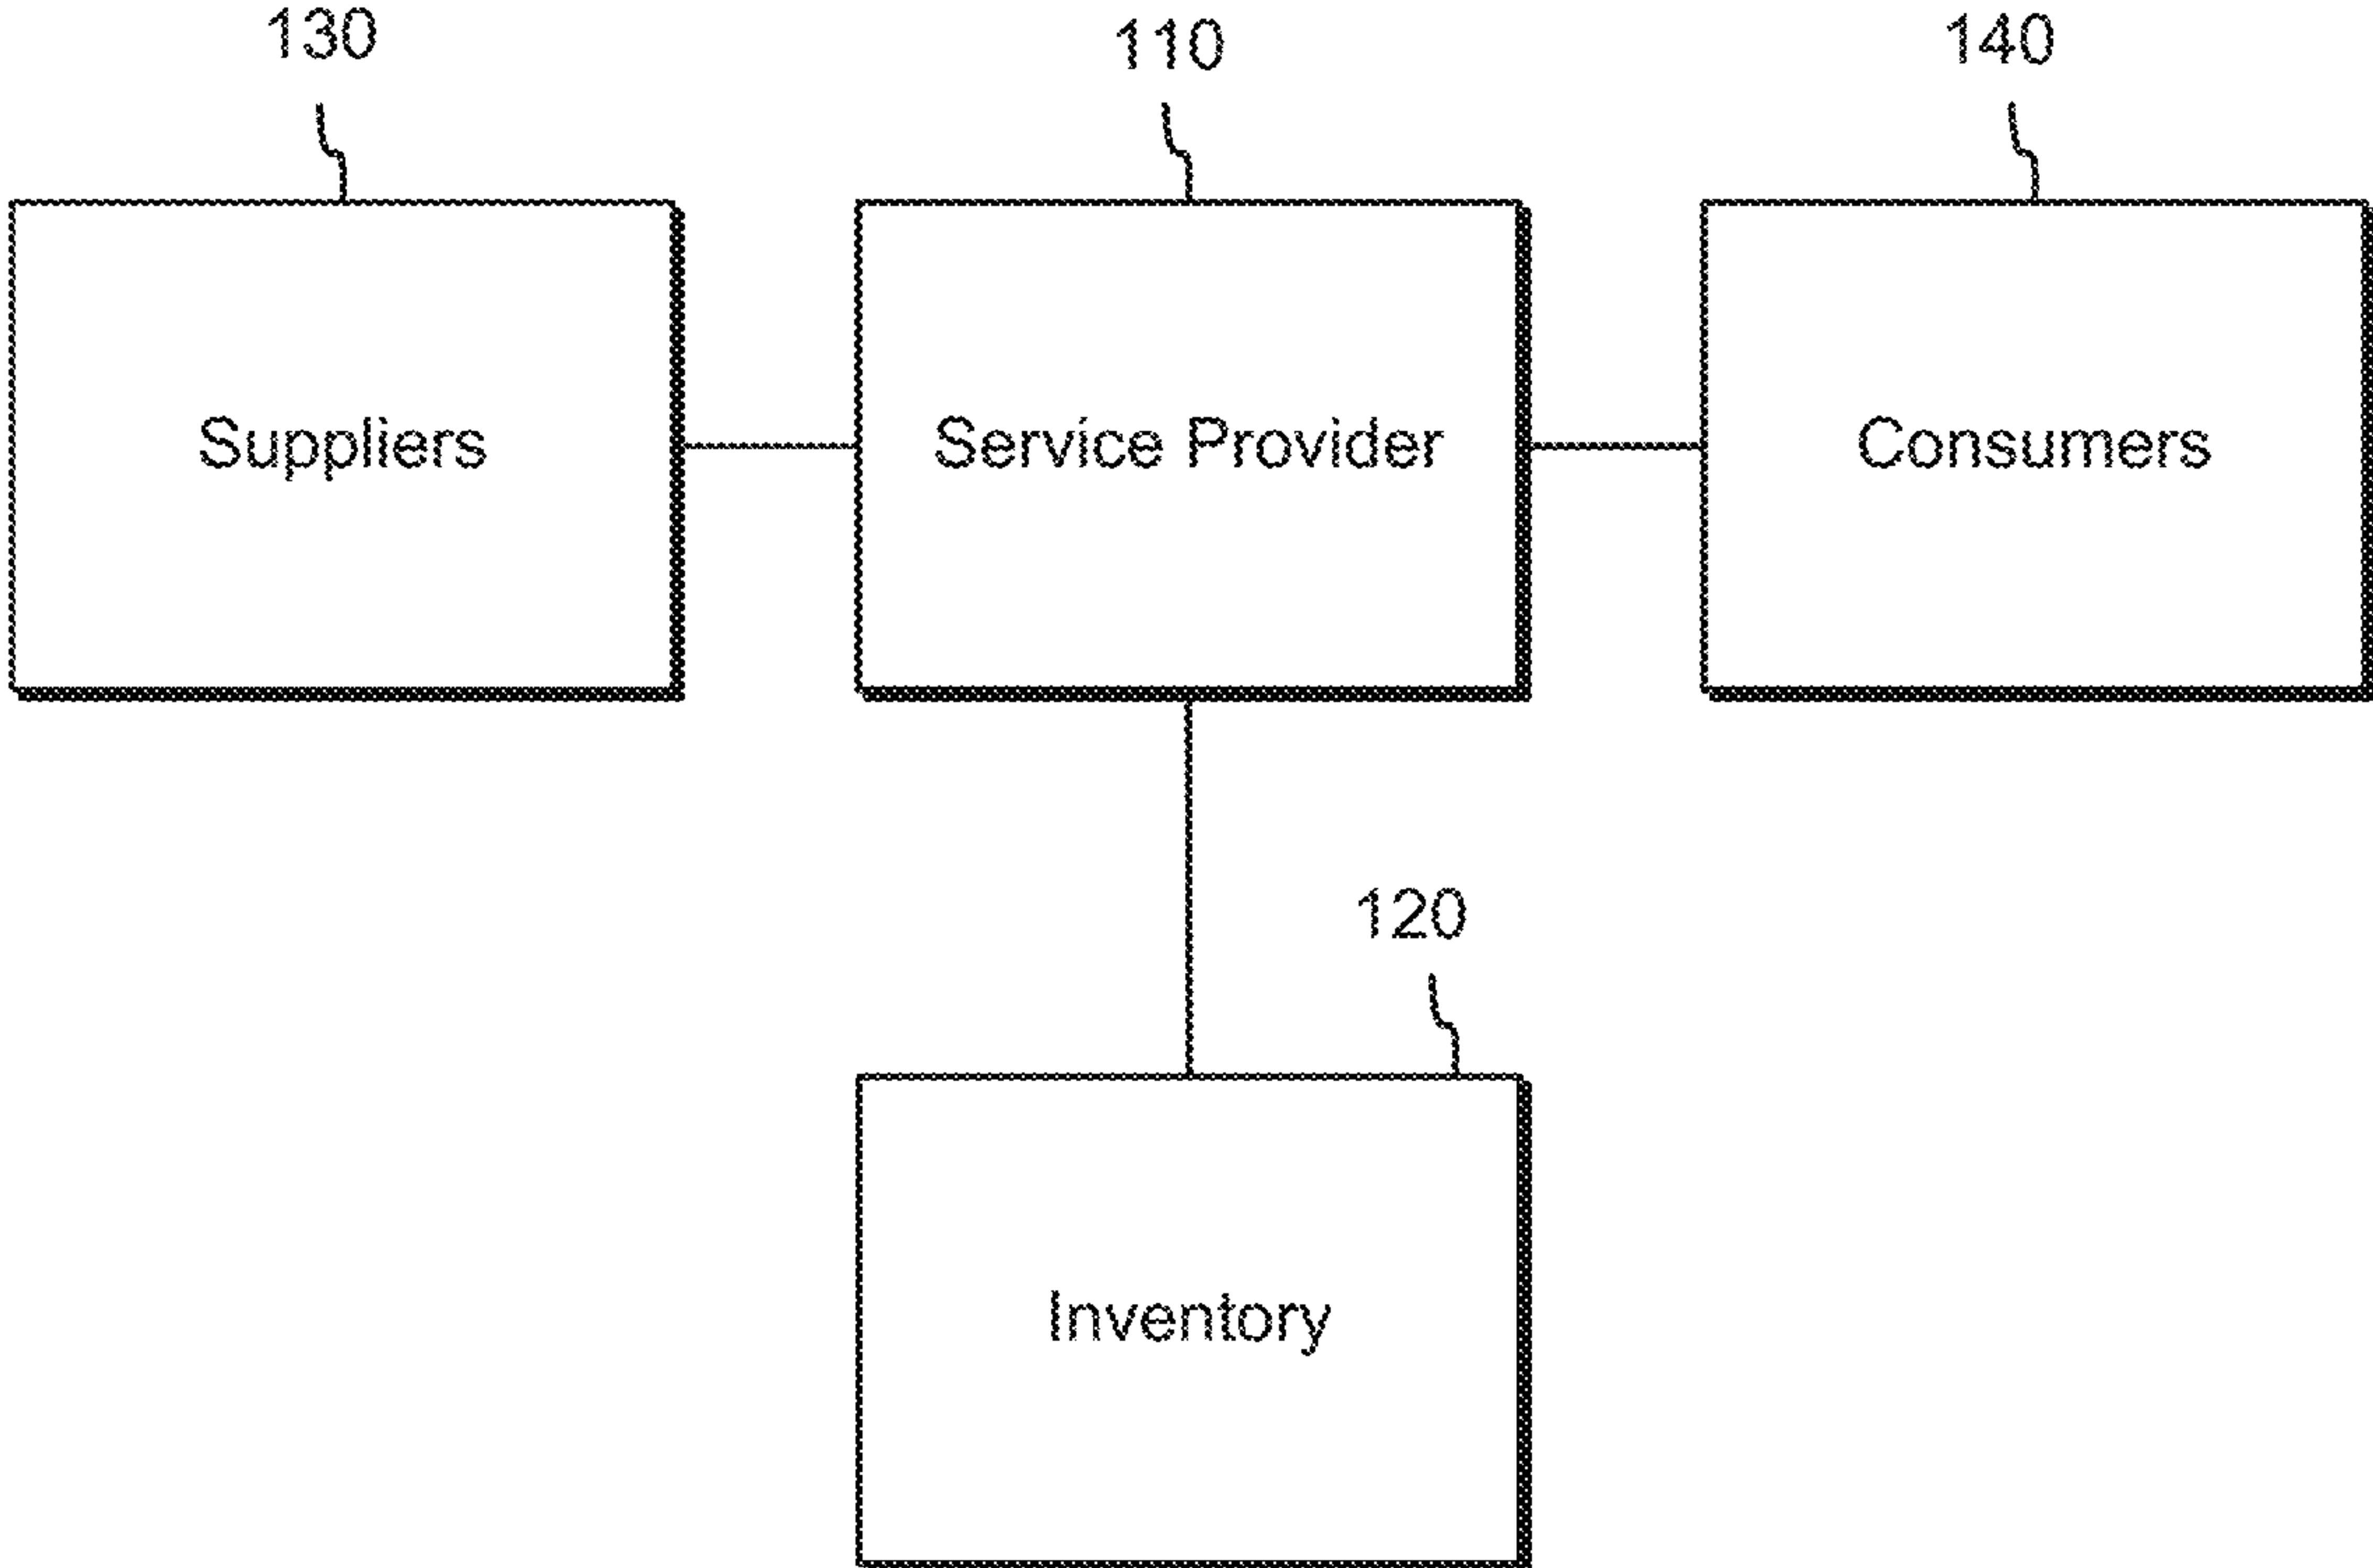 130
110
140
Suppliers
Service Provider
Consumers
120
Inventory